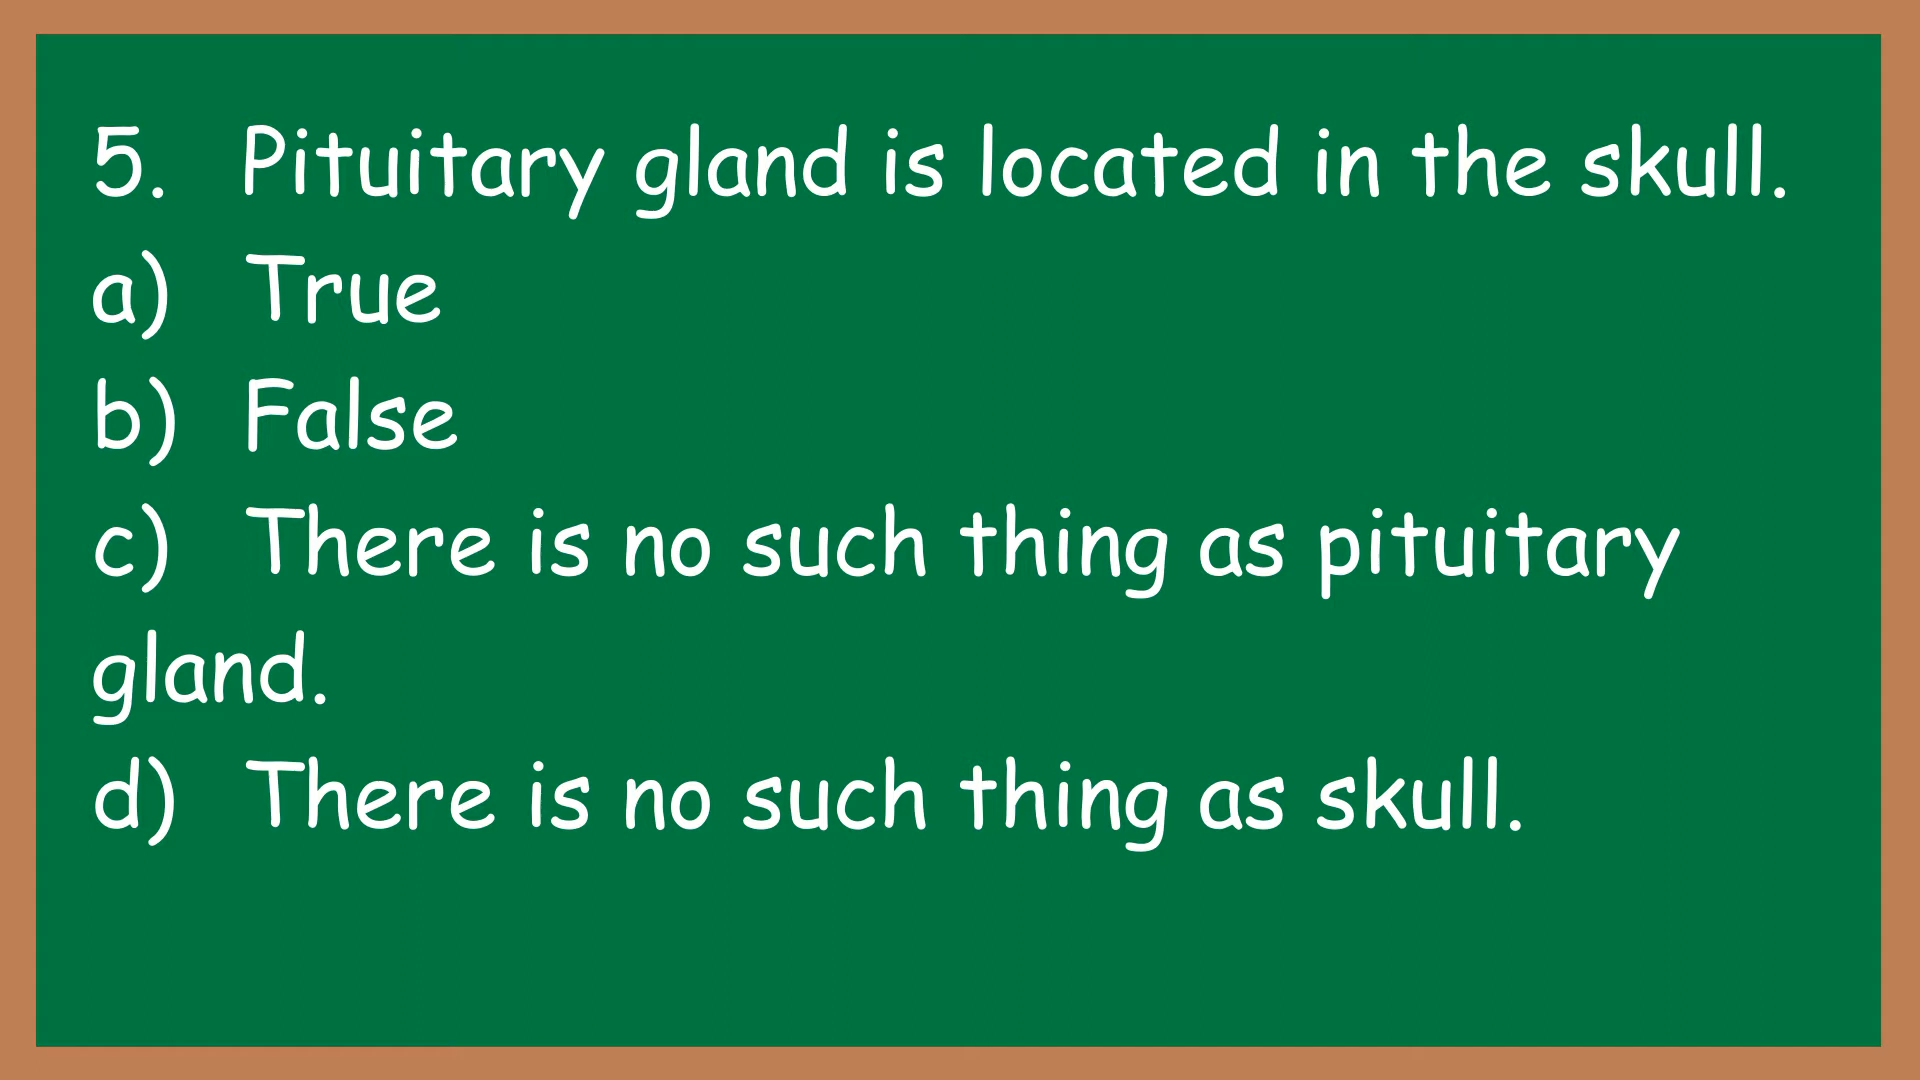 5. Pituitary gland is located in the skull.
a) True
b) False
c) There is no such thing as pituitary
gland.
d) There is no such thing as skull.